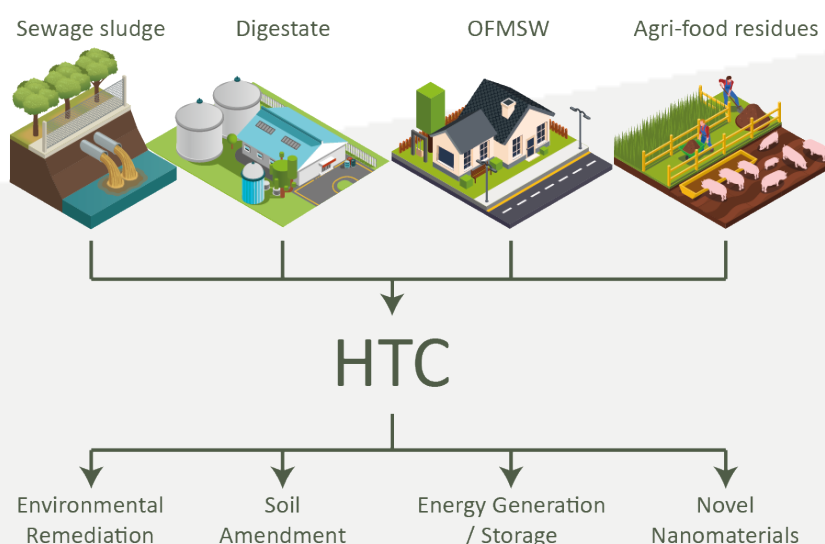 Sewage sludge
Digestate
OFMSW
Agri-food residues
HTC
Environmental
Remediation
Soil
Amendment
Energy Generation
/ Storage
Novel
Nanomaterials